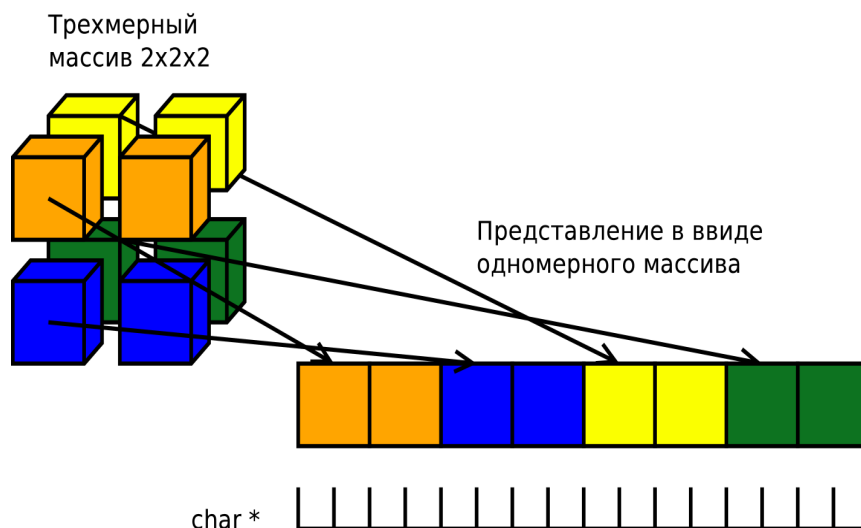 Трехмерный
массив 2x2x2
Представление в ввиде
одномерного массива
char *